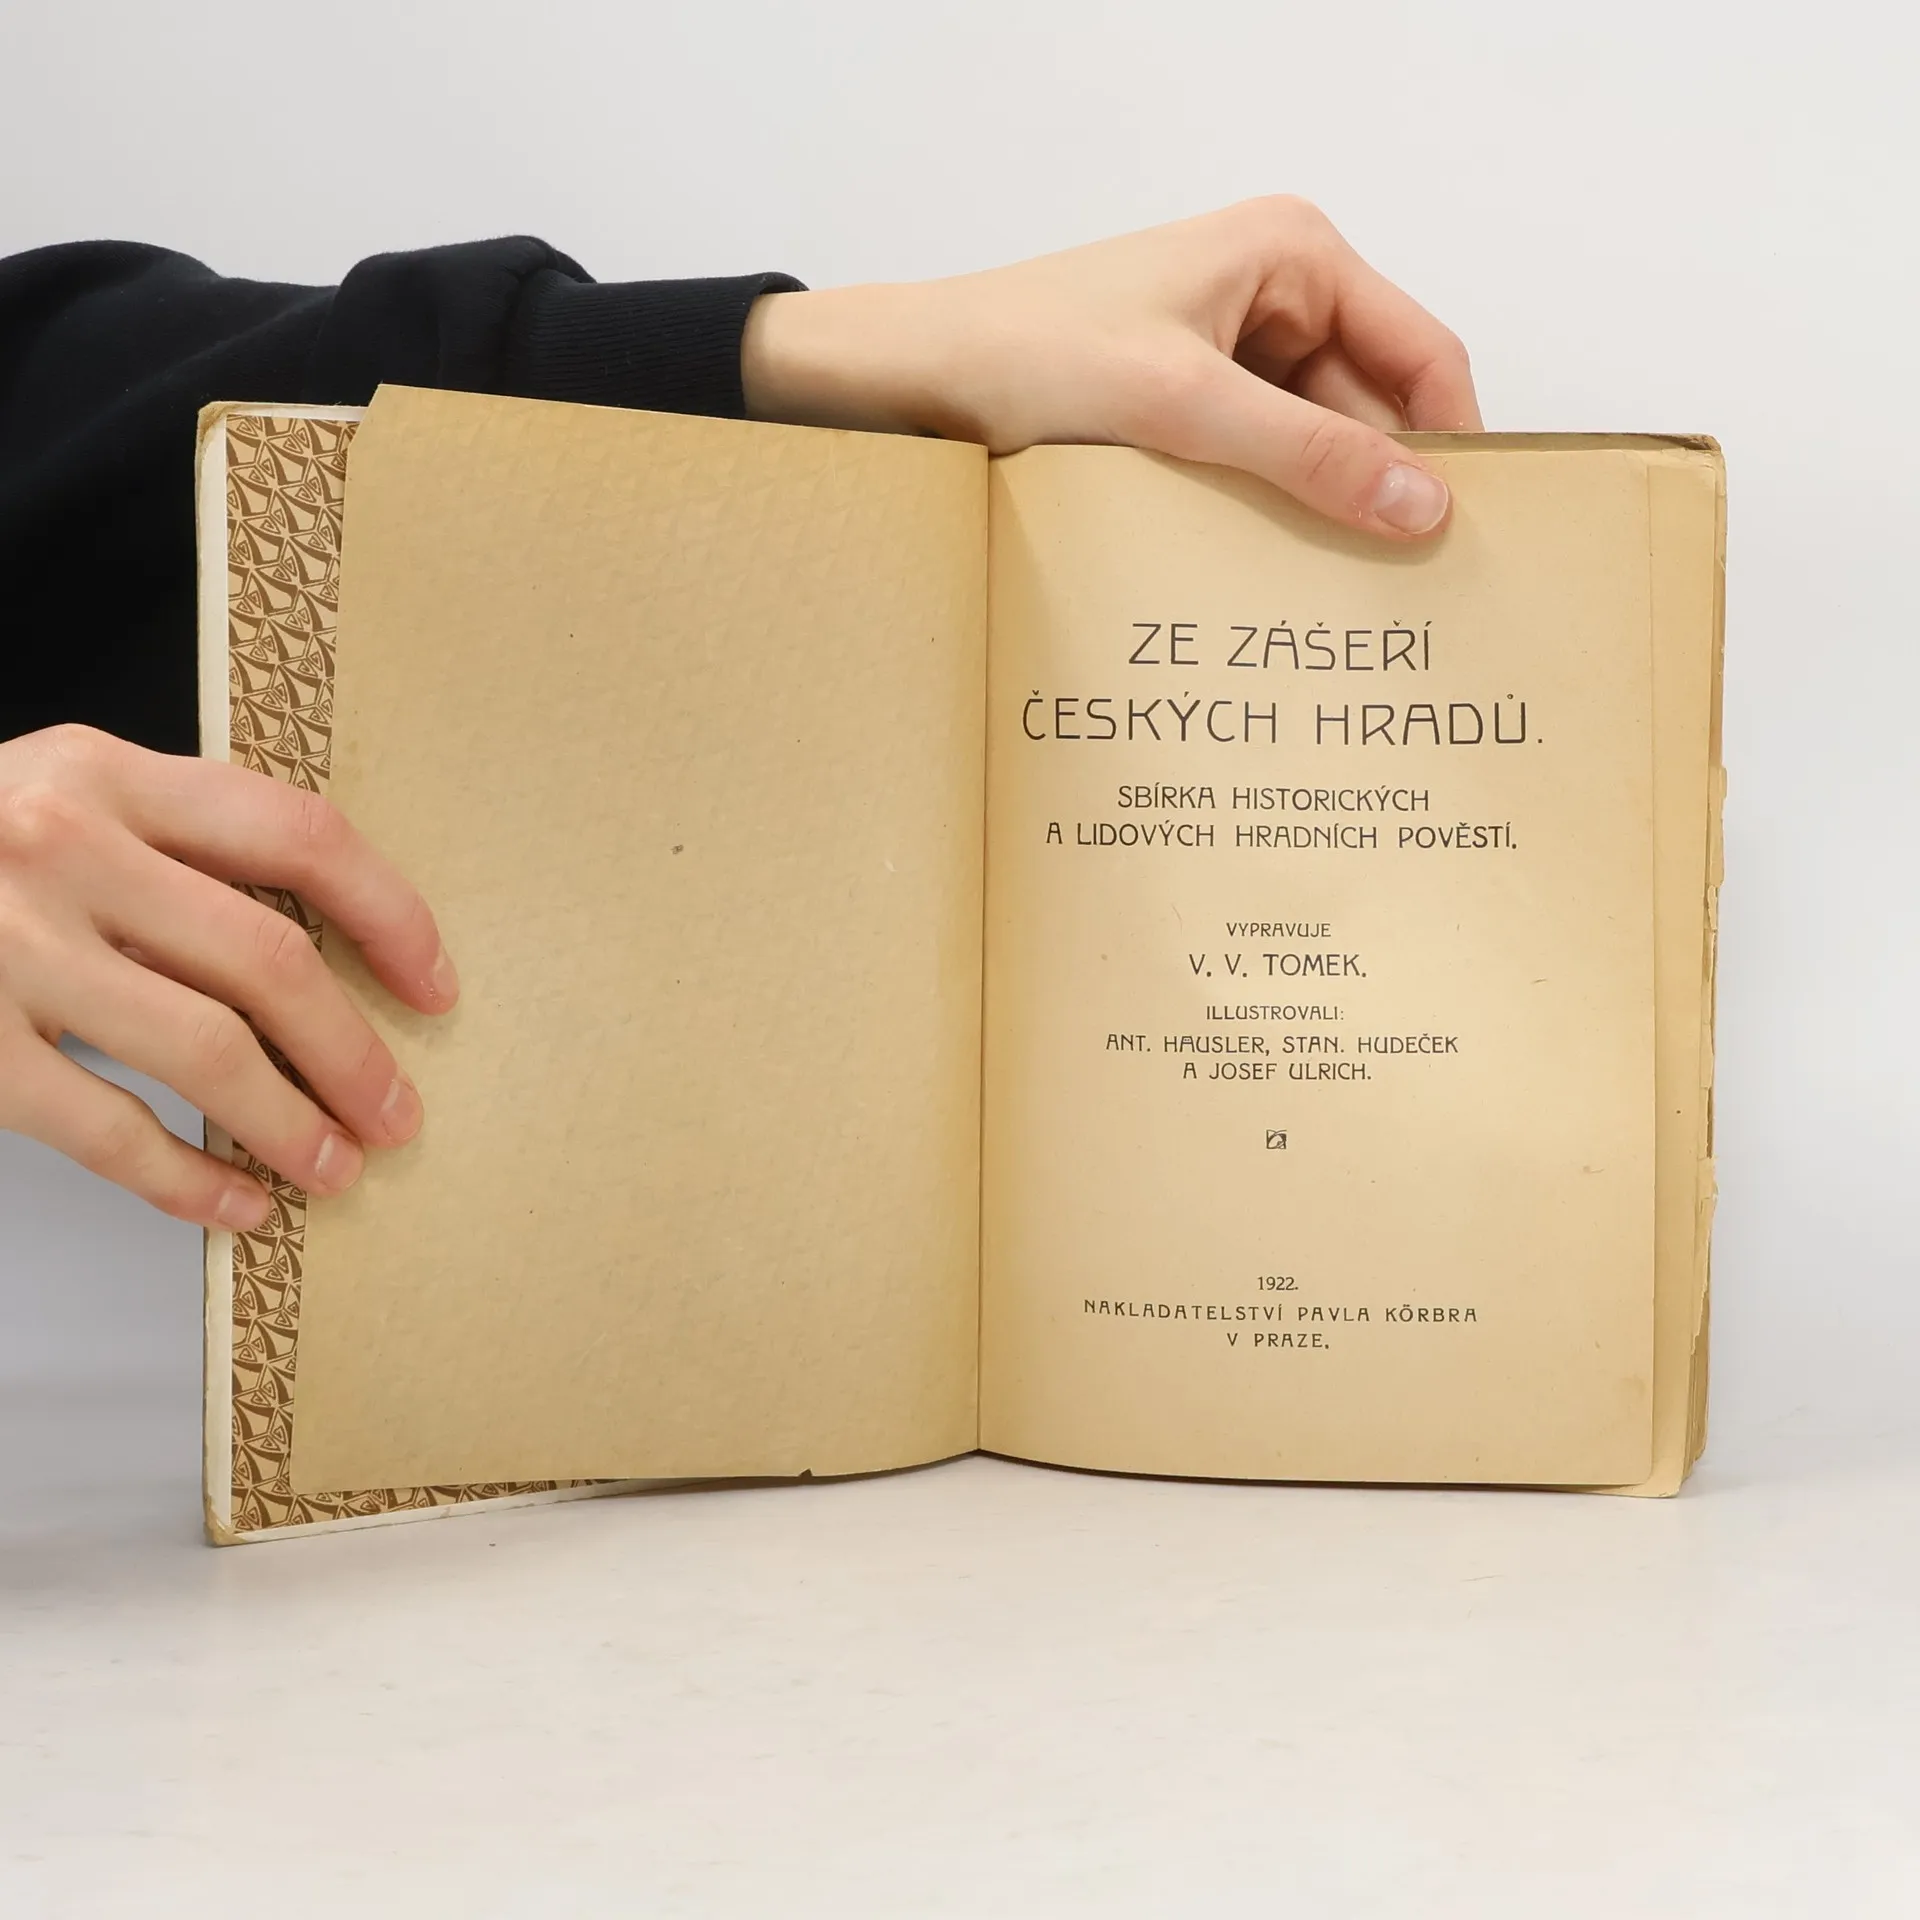 ZE ZÁŠEŘÍ
ČESKÝCH HRADŮ.
SBÍRKA HISTORICKÝCH
A LIDOVÝCH HRADNÍCH POVĚSTÍ.
VYPRAVUJE
V. V. TOMEK.
ILLUSTROVALI:
ANT. HÄUSLER, STAN. HUDEČEK
A JOSEF ULRICH.
1922.
NAKLADATELSTVÍ PAVLA KÖRBRA
V PRAZE.